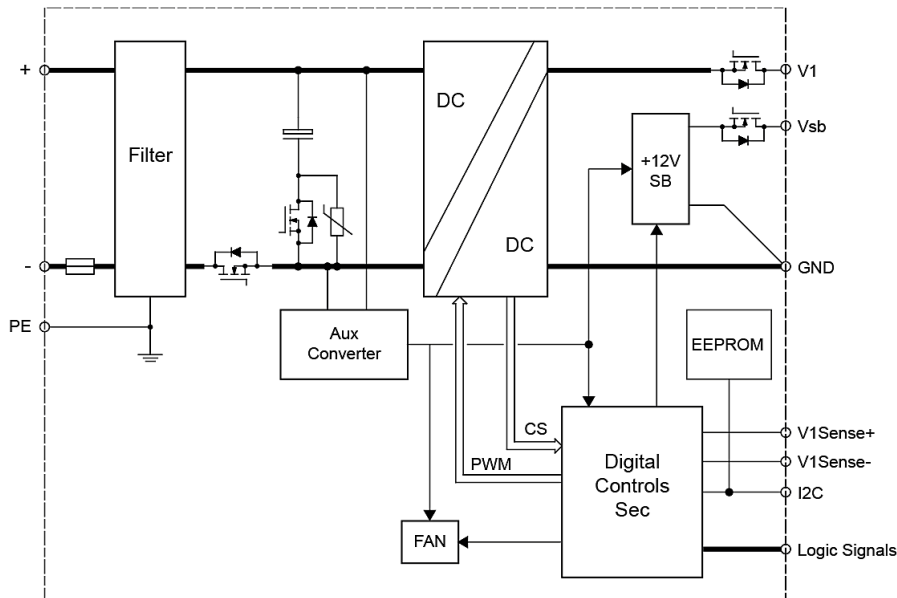 +
V1
DC
Vsb
Filter
+12V
SB
DC
-
GND
PE
Aux
Converter
EEPROM
CS
V1Sense+
PWM
V1Sense-
Digital
Controls
Sec
I2C
FAN
Logic Signals